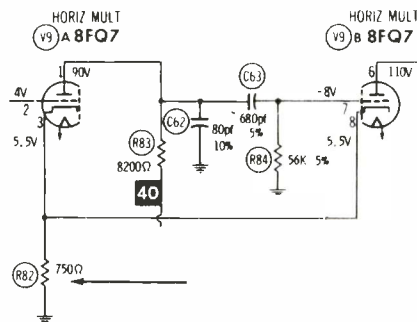 HORIZ MULT
V9 A 8FQ7
HORIZ MULT
V9 B 8FQ7
1 90V
6 110V
4V
2
3
5.5V
C63
680pf
5%
-8V
7
8
5.5V
C62
80pf
10%
R83
8200Ω
40
R84
56K 5%
R82
750Ω